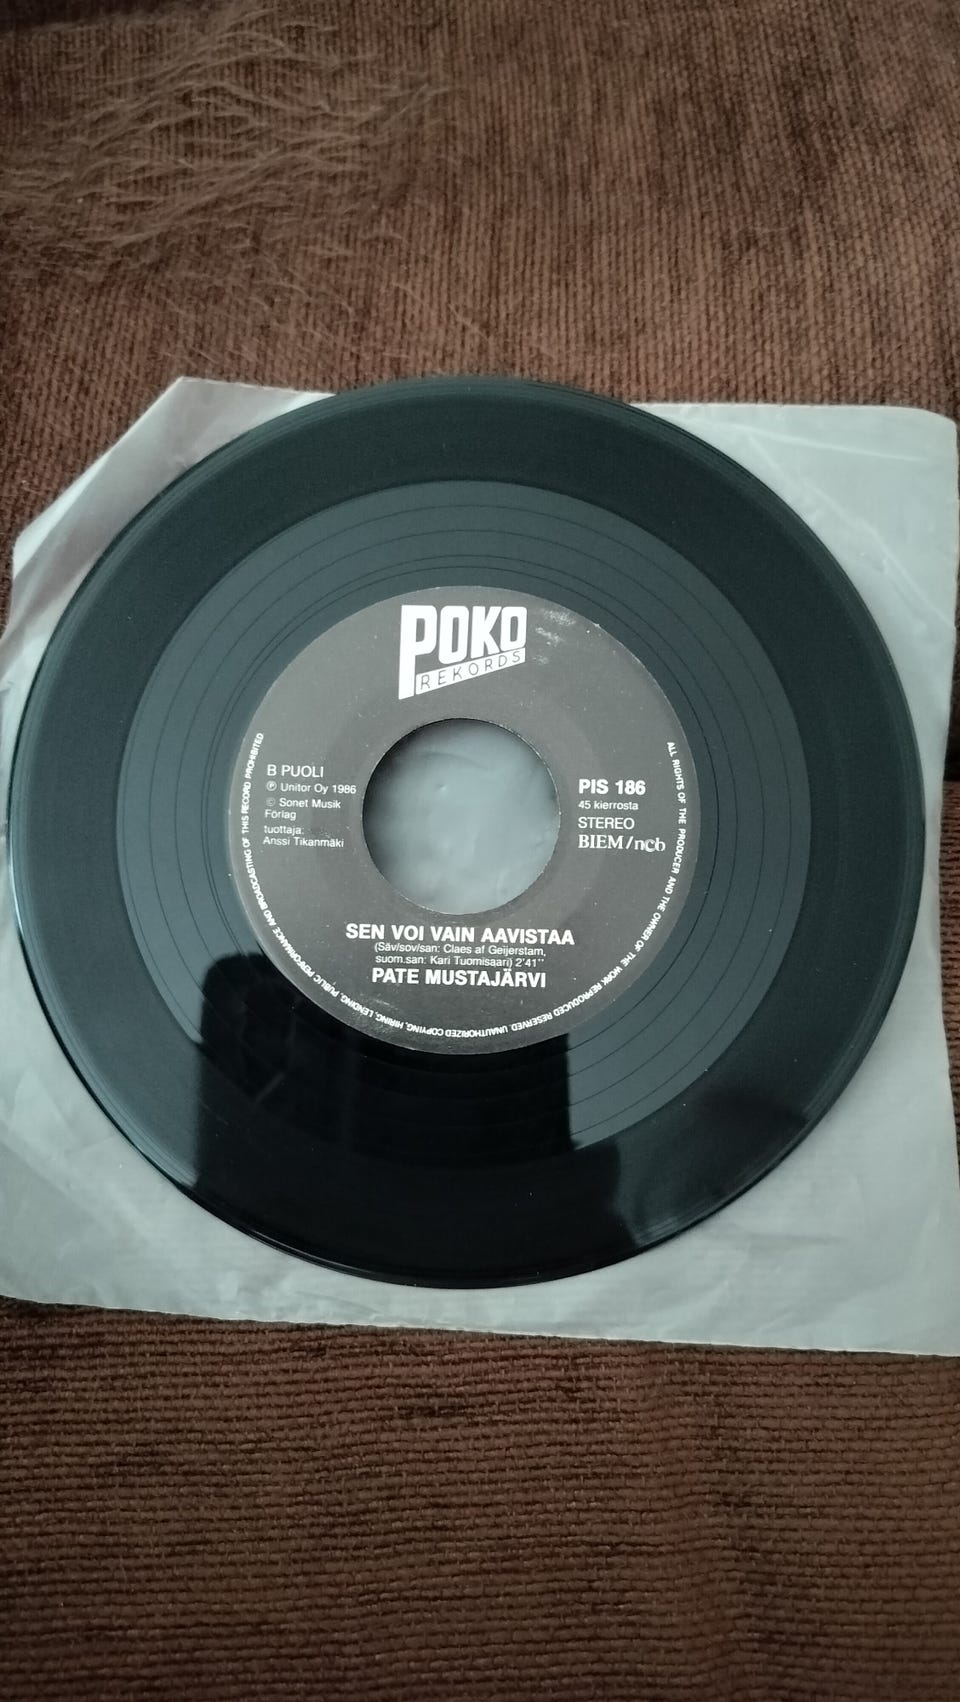 POKO
REKORDS
B PUOLI
℗ Unitor Oy 1986
© Sonet Musik
Förlag
tuottaja:
Anssi Tikanmäki
PIS 186
45 kierrosta
STEREO
BIEM/ncb
SEN VOI VAIN AAVISTAA
(Säv/sov/san: Claes af Geijerstam,
suom.san: Kari Tuomisaari) 2'41''
PATE MUSTAJÄRVI
ALL RIGHTS OF THE PRODUCER AND THE OWNER OF THE WORK REPRODUCED RESERVED. UNAUTHORIZED COPYING, HIRING, LENDING, PUBLIC PERFORMANCE AND BROADCASTING OF THIS RECORD PROHIBITED